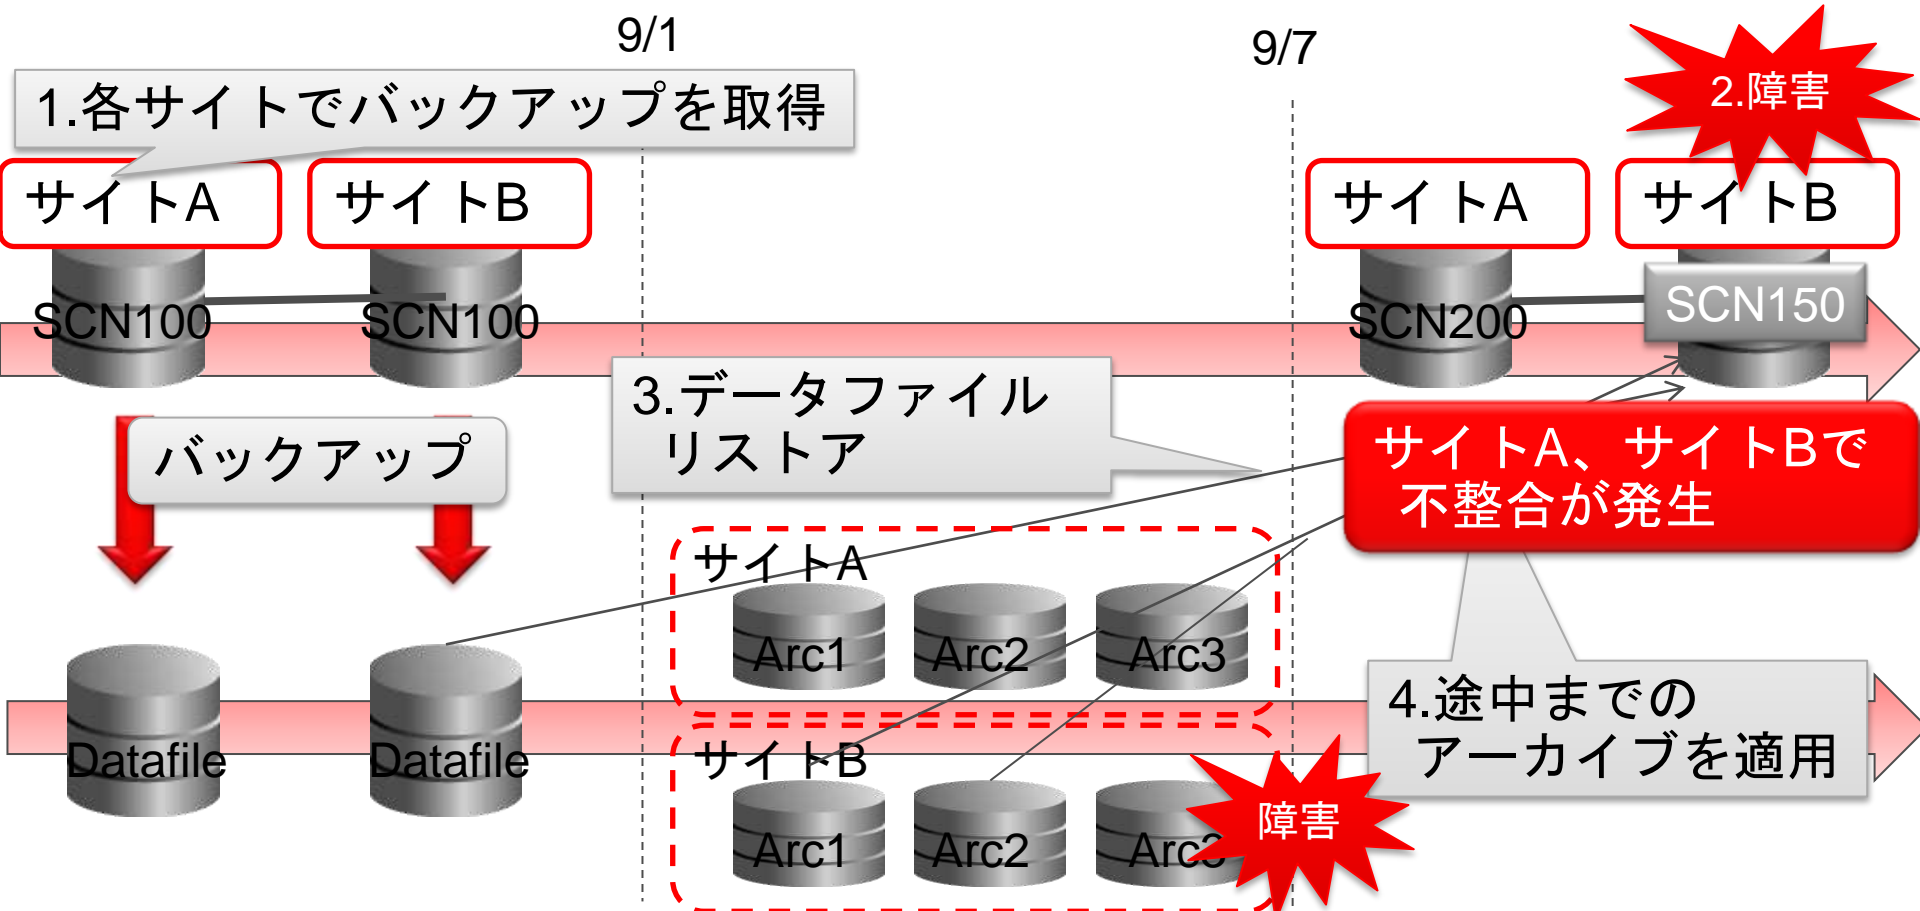 9/1
9/7
1.各サイトでバックアップを取得
2.障害
サイトA
サイトB
サイトA
サイトB
SCN100
SCN100
SCN200
SCN150
3.データファイル
リストア
バックアップ
サイトA、サイトBで
不整合が発生
サイトA
Arc1
Arc2
Arc3
4.途中までの
アーカイブを適用
Datafile
Datafile
サイトB
Arc1
Arc2
Arc3
障害